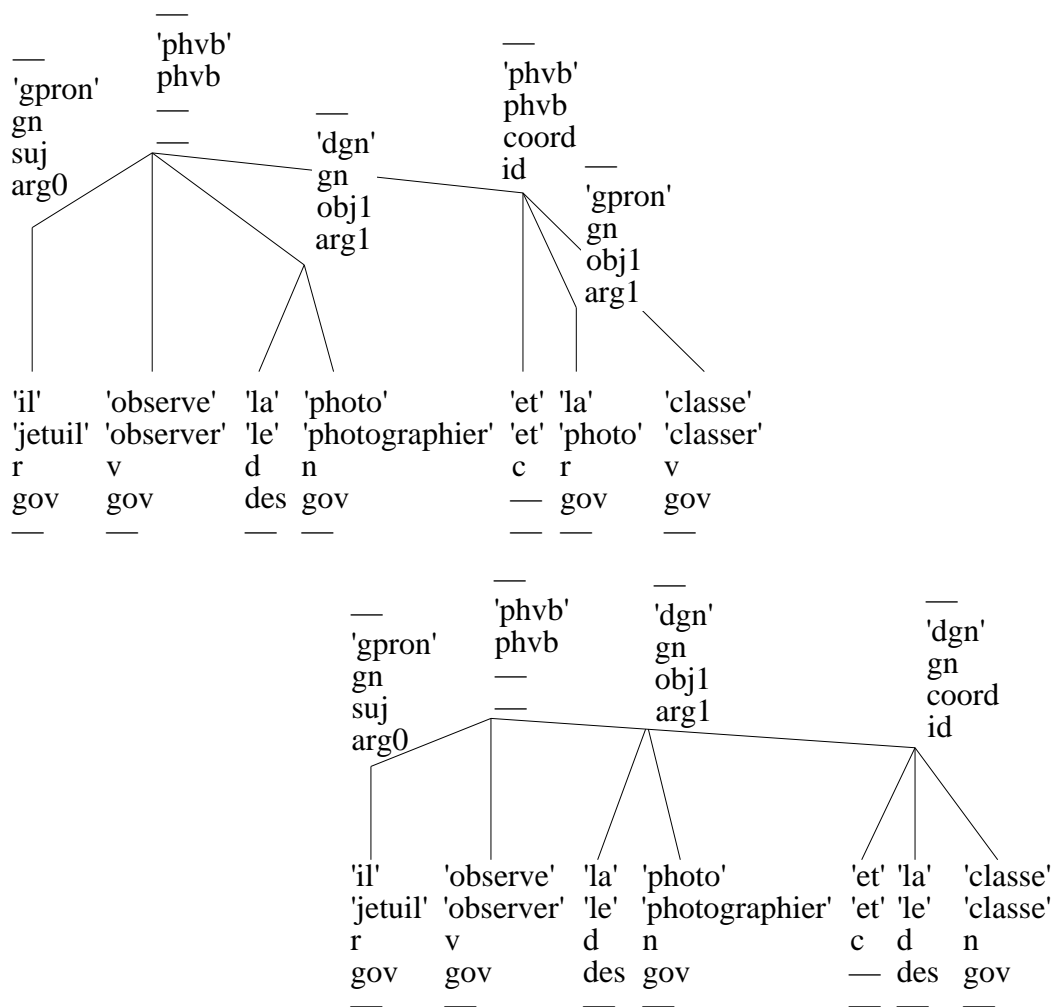 'phvb'
phvb
'gpron'
gn
suj
arg0
'dgn'
gn
obj1
arg1
'phvb'
phvb
coord
id
'gpron'
gn
obj1
arg1
'il' 'observe' 'la' 'photo' 'et' 'la' 'classe'
'jetuil' 'observer' 'le' 'photographier' 'et' 'photo' 'classer'
r v d n c r v
gov gov des gov — gov gov
— — — — — — —
'gpron'
gn
suj
arg0
'phvb'
phvb
'dgn'
gn
obj1
arg1
'dgn'
gn
coord
id
'il' 'observe' 'la' 'photo' 'et' 'la' 'classe'
'jetuil' 'observer' 'le' 'photographier' 'et' 'le' 'classe'
r v d n c d n
gov gov des gov — des gov
— — — — — — —